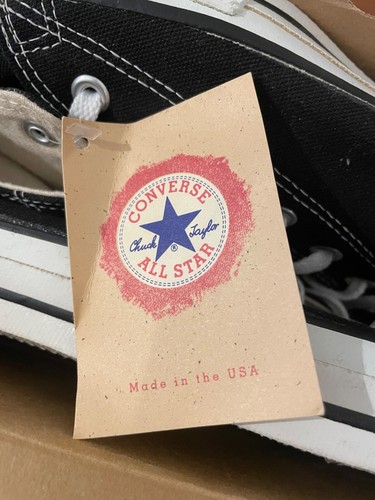 CONVERSE
Chuck Taylor
®
ALL STAR
Made in the USA